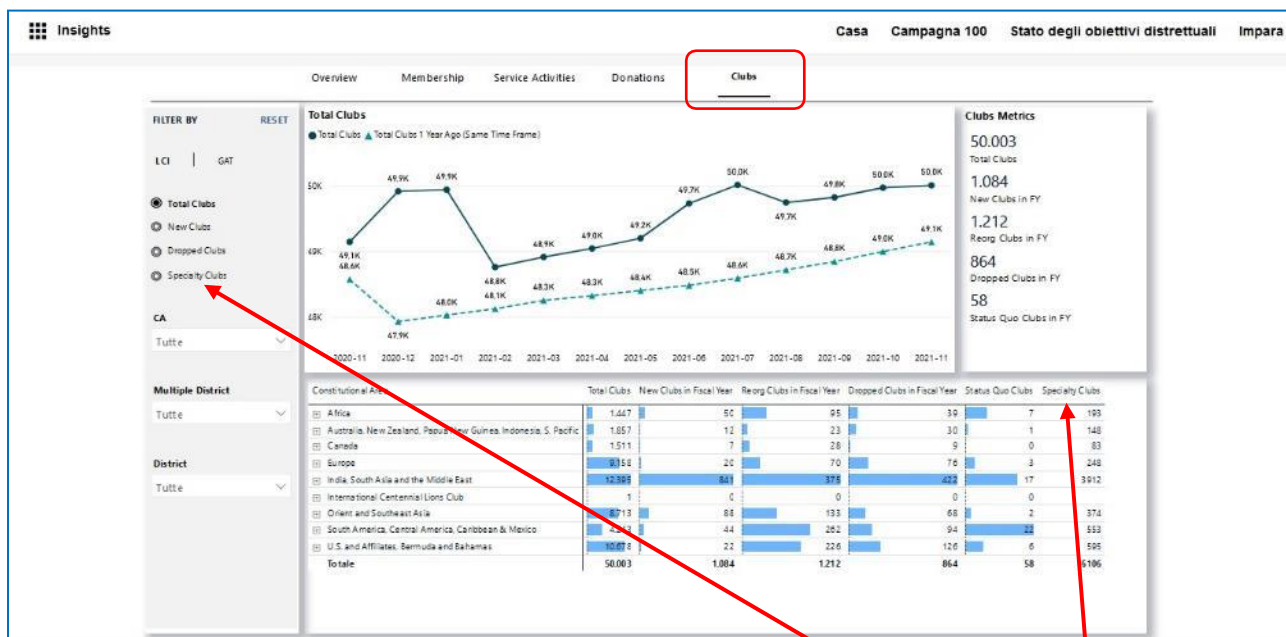 Insights Casa Campagna 100 Stato degli obiettivi distrettuali Impara
Overview Membership Service Activities Donations Clubs
FILTER BY RESET
LCI | GAT
Total Clubs
New Clubs
Dropped Clubs
Specialty Clubs
CA
Tutte
Multiple District
Tutte
District
Tutte
Total Clubs
Total Clubs Total Clubs 1 Year Ago (Same Time Frame)
50K
49K
48K
49.1K 49.9K 49.9K 48.8K 48.9K 49.0K 49.2K 49.7K 50.0K 49.7K 49.8K 50.0K 50.0K
48.6K 47.9K 48.0K 48.1K 48.3K 48.3K 48.4K 48.5K 48.6K 48.7K 48.8K 49.0K 49.1K
2020-11 2020-12 2021-01 2021-02 2021-03 2021-04 2021-05 2021-06 2021-07 2021-08 2021-09 2021-10 2021-11
Clubs Metrics
50.003
Total Clubs
1.084
New Clubs in FY
1.212
Reorg Clubs in FY
864
Dropped Clubs in FY
58
Status Quo Clubs in FY
Constitutional Area Total Clubs New Clubs in Fiscal Year Reorg Clubs in Fiscal Year Dropped Clubs in Fiscal Year Status Quo Clubs Specialty Clubs
Africa 1.447 50 95 39 7 193
Australia, New Zealand, Papua New Guinea, Indonesia, S. Pacific 1.857 12 23 30 1 148
Canada 1.511 7 28 9 0 83
Europe 9.158 20 70 76 3 248
India, South Asia and the Middle East 12.395 841 375 422 17 3912
International Centennial Lions Club 1 0 0 0 0
Orient and Southeast Asia 8.713 88 133 68 2 374
South America, Central America, Caribbean & Mexico 44 262 94 22 553
U.S. and Affiliates, Bermuda and Bahamas 10.678 22 226 126 6 595
Totale 50.003 1.084 1.212 864 58 6106